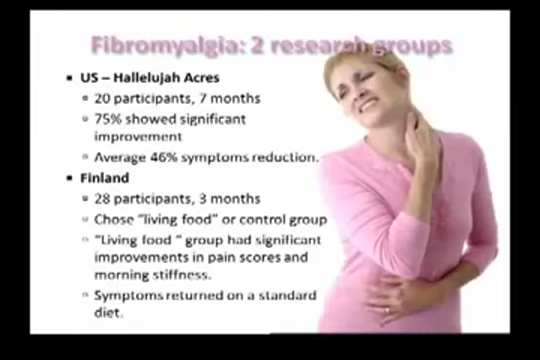 Fibromyalgia: 2 research groups
▪ US – Hallelujah Acres
▫ 20 participants, 7 months
▫ 75% showed significant
improvement
▫ Average 46% symptoms reduction.
▪ Finland
▫ 28 participants, 3 months
▫ Chose "living food" or control group
▫ "Living food " group had significant
improvements in pain scores and
morning stiffness.
▫ Symptoms returned on a standard
diet.